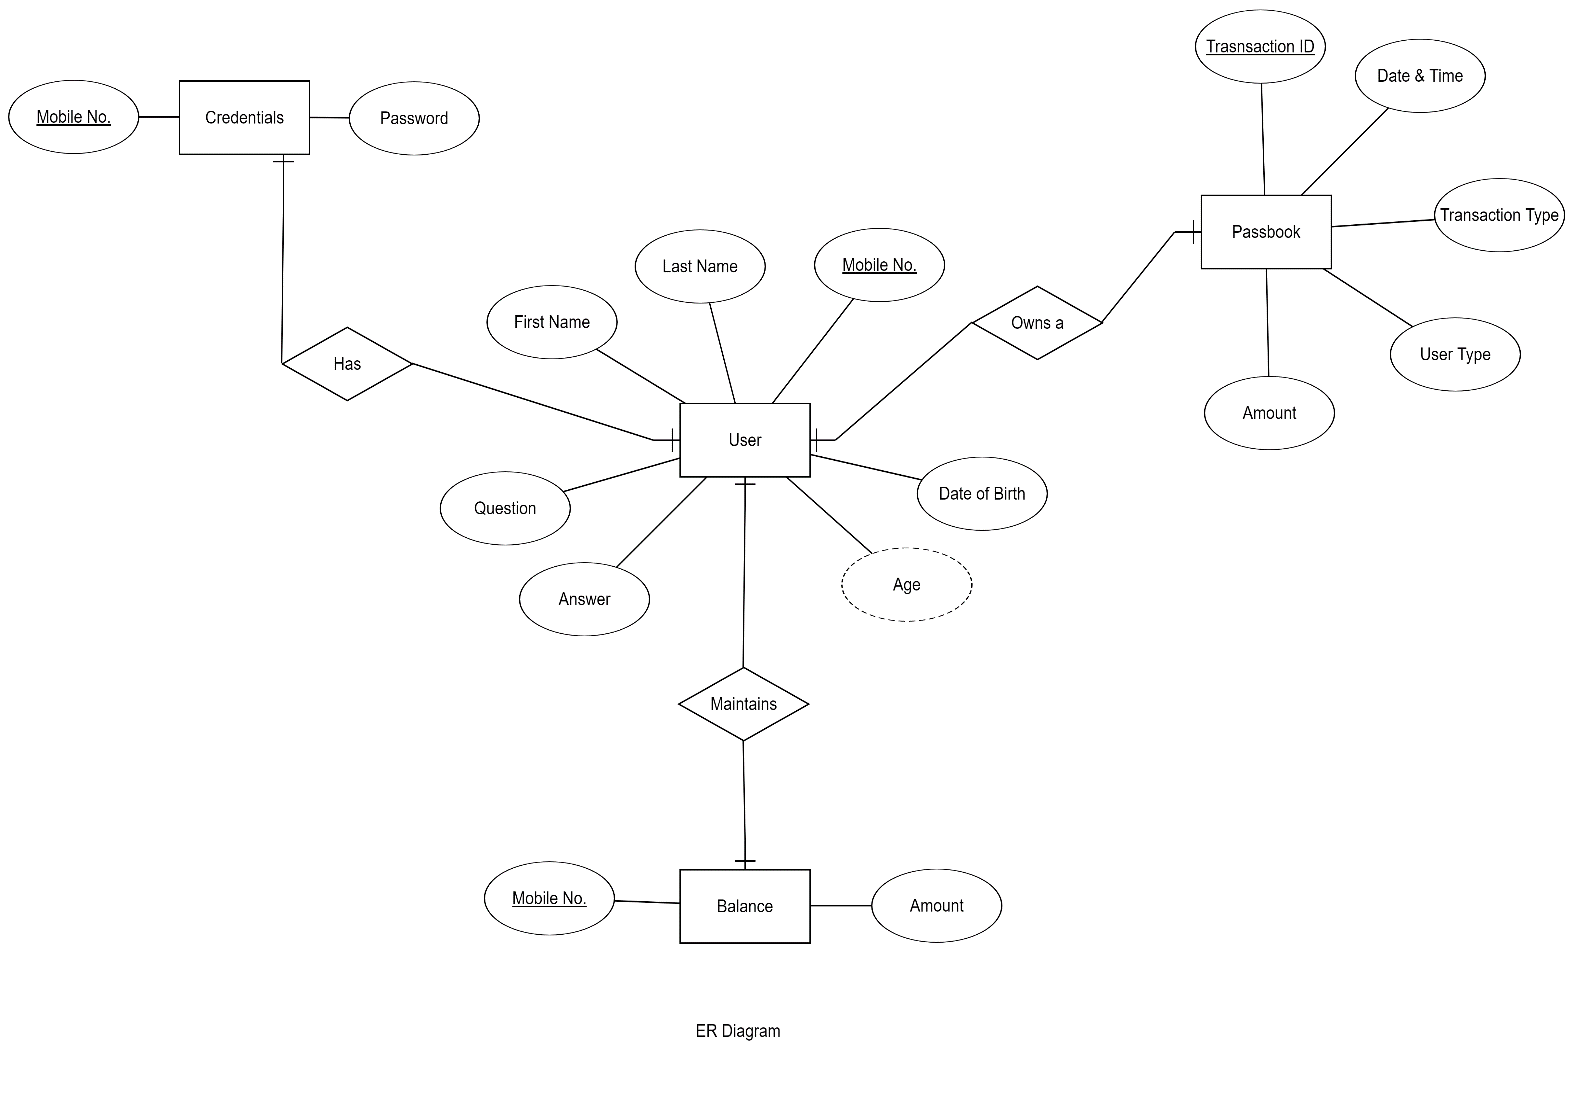 Trasnsaction ID
Date & Time
Mobile No.
Credentials
Password
Transaction Type
Passbook
Last Name
Mobile No.
First Name
Owns a
User Type
Has
Amount
User
Date of Birth
Question
Age
Answer
Maintains
Mobile No.
Balance
Amount
ER Diagram